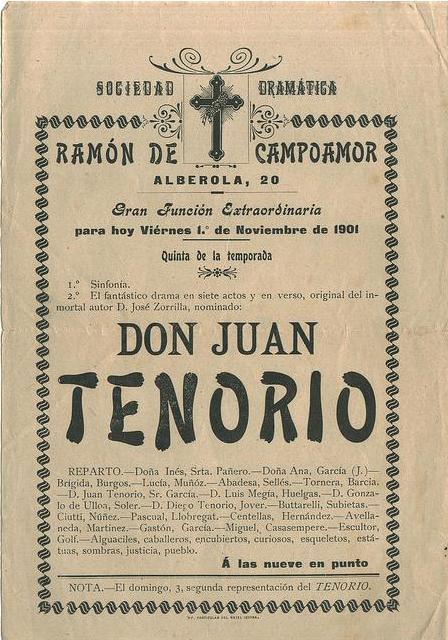 SOCIEDAD DRAMÁTICA
RAMÓN DE CAMPOAMOR
ALBEROLA, 20
Gran Función Extraordinaria
para hoy Viérnes 1.º de Noviembre de 1901
Quinta de la temporada
1.º Sinfonía.
2.º El fantástico drama en siete actos y en verso, original del in-
mortal autor D. José Zorrilla, nominado:
DON JUAN
TENORIO
REPARTO.—Doña Inés, Srta. Pañero.—Doña Ana, García (J.)—
Brígida, Burgos.—Lucía, Muñóz.—Abadesa, Sellés.—Tornera, Barcia.
—D. Juan Tenorio, Sr. García.—D. Luis Megía, Huelgas.—D. Gonza-
lo de Ulloa, Soler.—D. Diego Tenorio, Jover.—Buttarelli, Subietas.—
Ciutti, Núñez.—Pascual, Llobregat.—Centellas, Hernández.—Avella-
neda, Martinez.—Gastón, García.—Miguel, Casasempere.—Escultor,
Golf.—Alguaciles, caballeros, encubiertos, curiosos, esqueletos, está-
tuas, sombras, justicia, pueblo.
Á las nueve en punto
NOTA.—El domingo, 3, segunda representación del TENORIO.